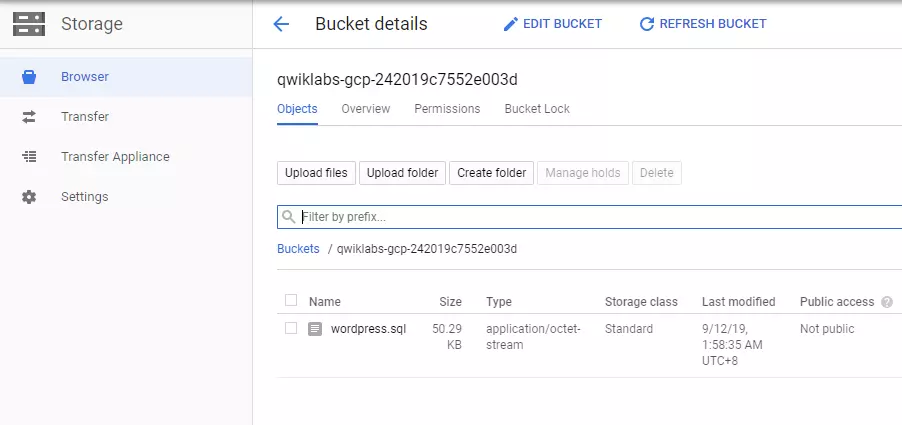 Storage
Bucket details
EDIT BUCKET
REFRESH BUCKET
Browser
Transfer
Transfer Appliance
Settings
qwiklabs-gcp-242019c7552e003d
Objects Overview Permissions Bucket Lock
Upload files Upload folder Create folder Manage holds Delete
Filter by prefix...
Buckets / qwiklabs-gcp-242019c7552e003d
Name Size Type Storage class Last modified Public access ?
wordpress.sql 50.29 application/octet- Standard 9/12/19, Not public
KB stream 1:58:35 AM
UTC+8